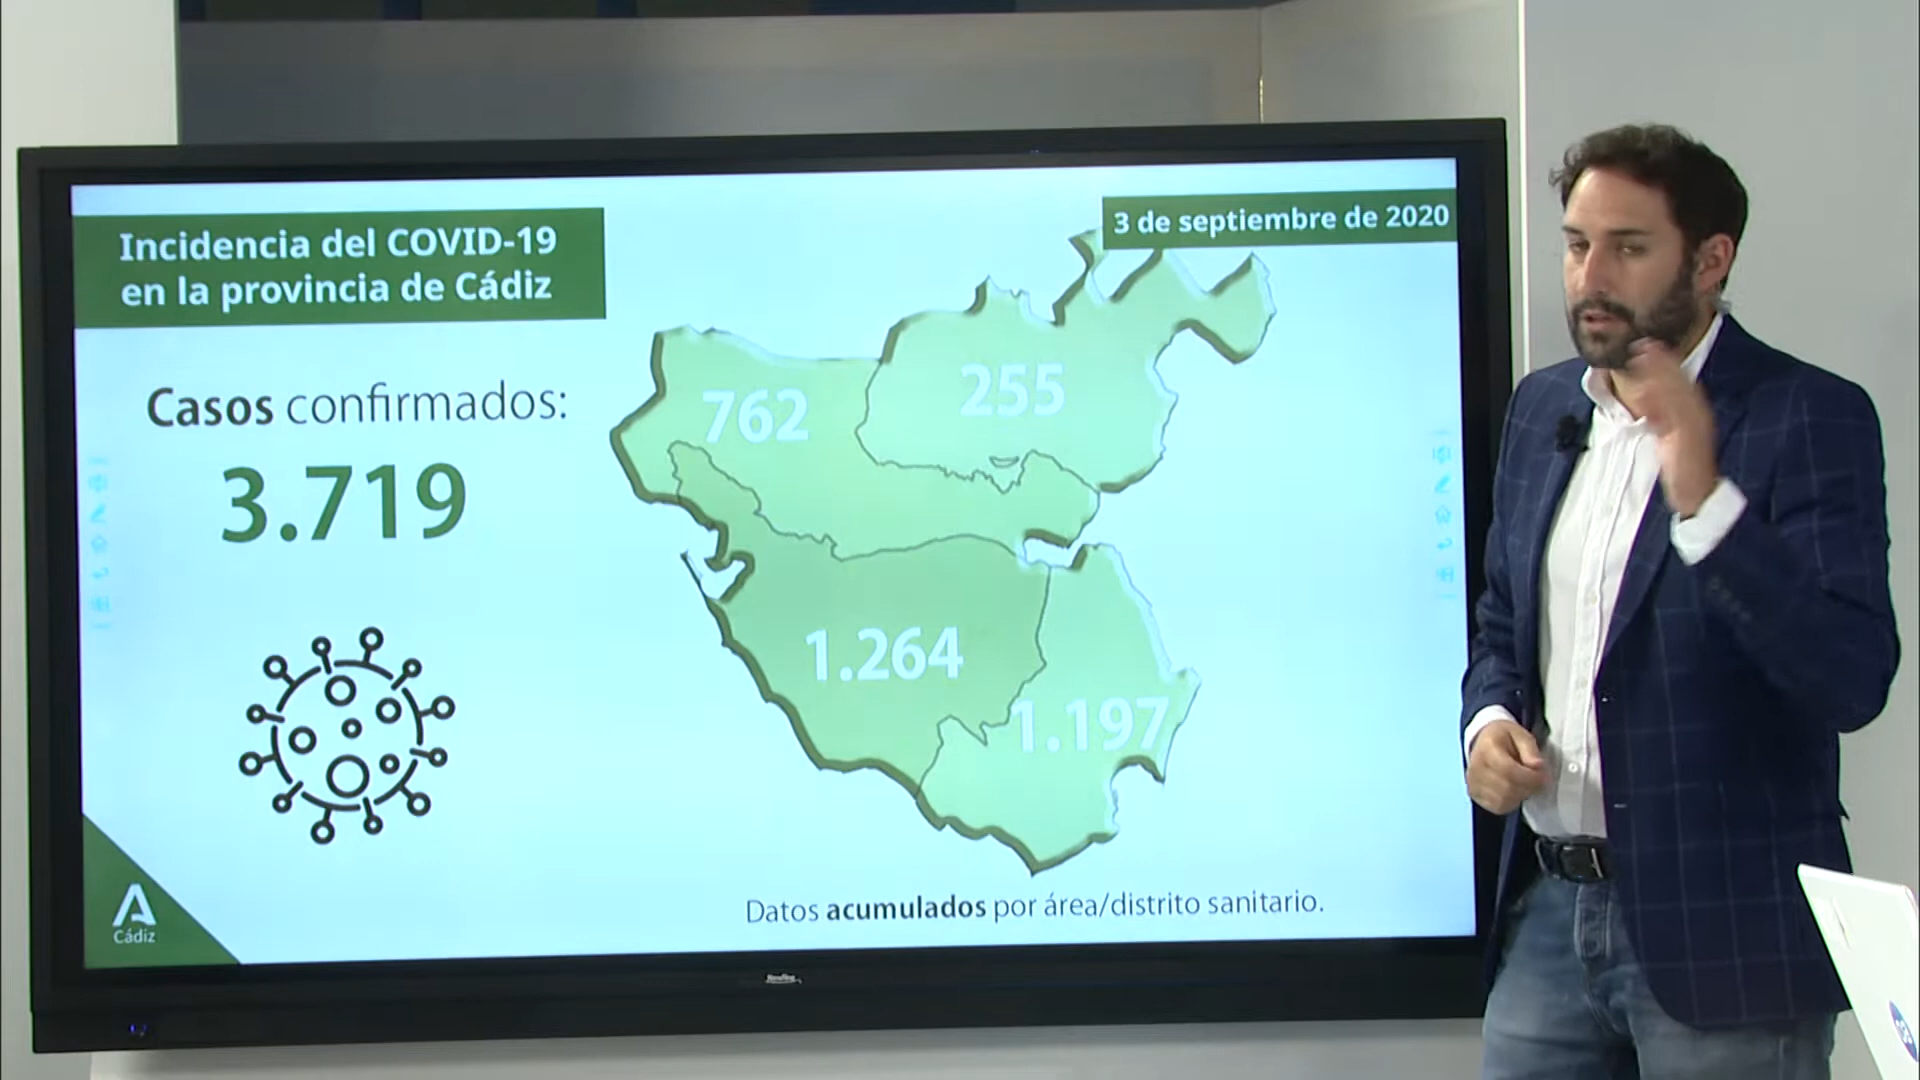 Incidencia del COVID-19
en la provincia de Cádiz
3 de septiembre de 2020
Casos confirmados:
3.719
762
255
1.264
1.197
Datos acumulados por área/distrito sanitario.
Cádiz